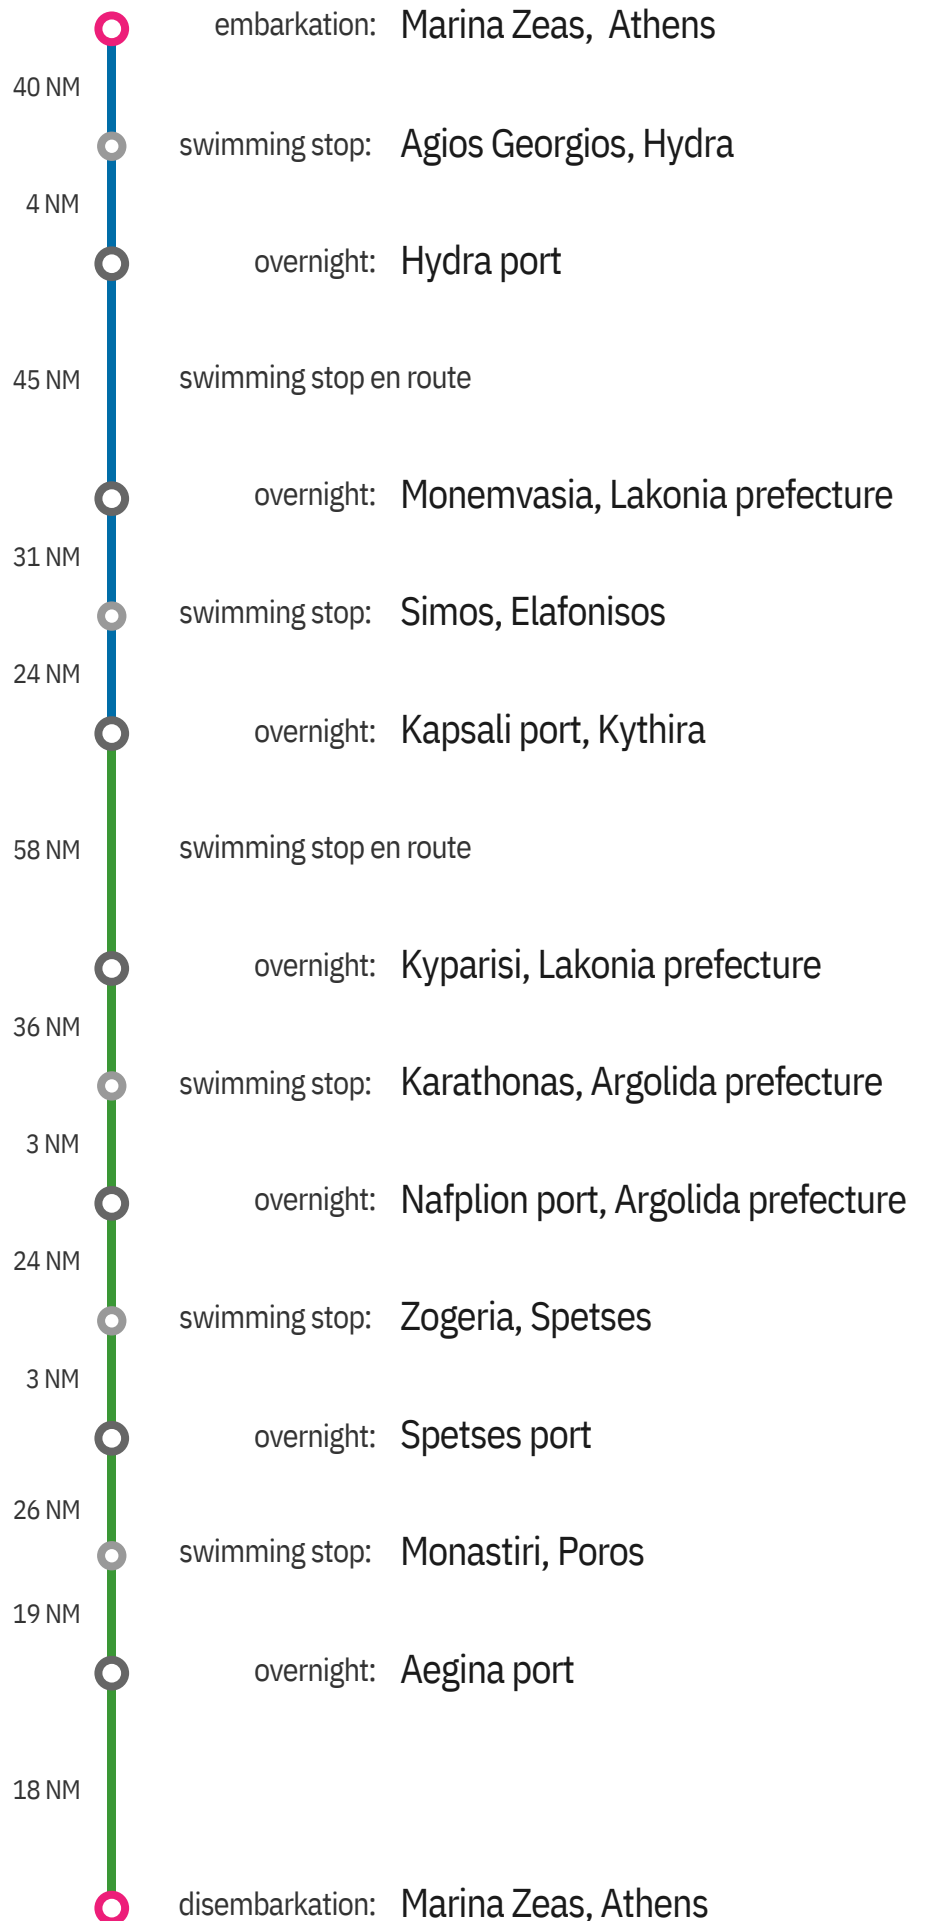 embarkation: Marina Zeas, Athens
40 NM
swimming stop: Agios Georgios, Hydra
4 NM
overnight: Hydra port
45 NM swimming stop en route
overnight: Monemvasia, Lakonia prefecture
31 NM
swimming stop: Simos, Elafonisos
24 NM
overnight: Kapsali port, Kythira
58 NM swimming stop en route
overnight: Kyparisi, Lakonia prefecture
36 NM
swimming stop: Karathonas, Argolida prefecture
3 NM
overnight: Nafplion port, Argolida prefecture
24 NM
swimming stop: Zogeria, Spetses
3 NM
overnight: Spetses port
26 NM
swimming stop: Monastiri, Poros
19 NM
overnight: Aegina port
18 NM
disembarkation: Marina Zeas, Athens